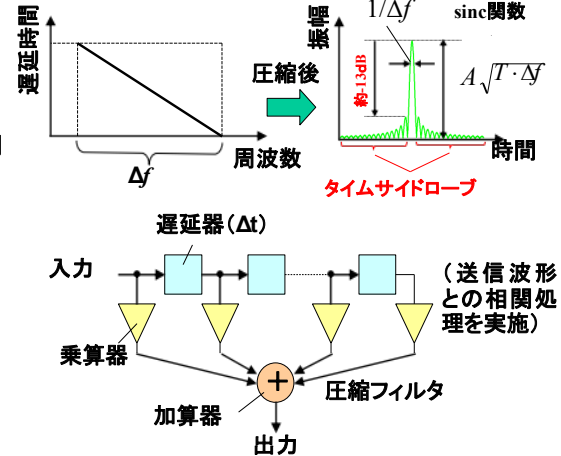 遅延時間
周波数
Δf
圧縮後
振幅
1/Δf
sinc関数
約-13dB
A√T・Δf
時間
タイムサイドローブ
遅延器(Δt)
入力
(送信波形
との相関処
理を実施)
乗算器
+
加算器
圧縮フィルタ
出力